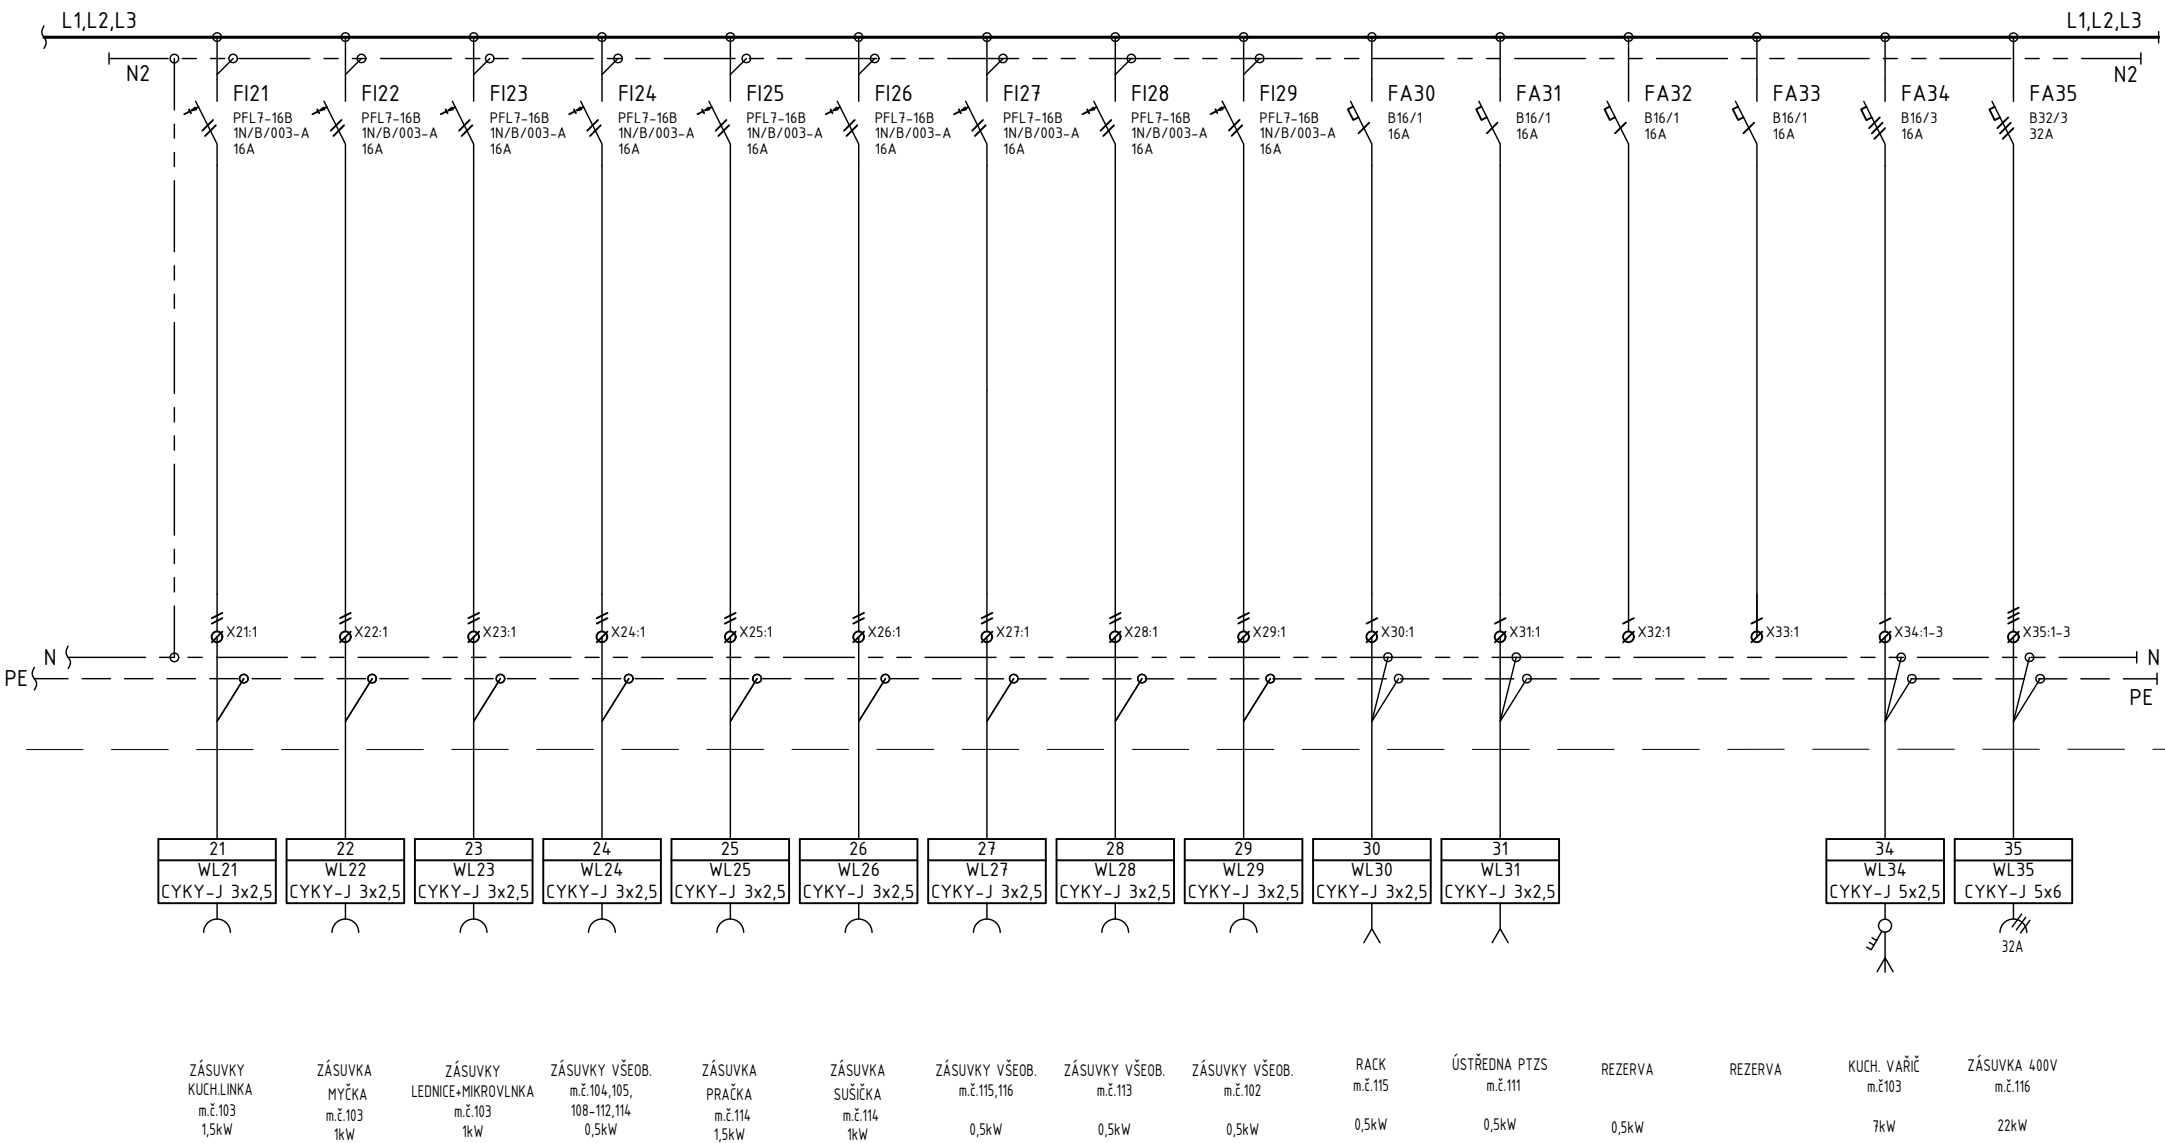 L1,L2,L3
L1,L2,L3
N2
N2
FI21
PFL7-16B
1N/B/003-A
16A
FI22
PFL7-16B
1N/B/003-A
16A
FI23
PFL7-16B
1N/B/003-A
16A
FI24
PFL7-16B
1N/B/003-A
16A
FI25
PFL7-16B
1N/B/003-A
16A
FI26
PFL7-16B
1N/B/003-A
16A
FI27
PFL7-16B
1N/B/003-A
16A
FI28
PFL7-16B
1N/B/003-A
16A
FI29
PFL7-16B
1N/B/003-A
16A
FA30
B16/1
16A
FA31
B16/1
16A
FA32
B16/1
16A
FA33
B16/1
16A
FA34
B16/3
16A
FA35
B32/3
32A
X21:1
X22:1
X23:1
X24:1
X25:1
X26:1
X27:1
X28:1
X29:1
X30:1
X31:1
X32:1
X33:1
X34:1-3
X35:1-3
N
N
PE
PE
21
WL21
CYKY-J 3x2,5
22
WL22
CYKY-J 3x2,5
23
WL23
CYKY-J 3x2,5
24
WL24
CYKY-J 3x2,5
25
WL25
CYKY-J 3x2,5
26
WL26
CYKY-J 3x2,5
27
WL27
CYKY-J 3x2,5
28
WL28
CYKY-J 3x2,5
29
WL29
CYKY-J 3x2,5
30
WL30
CYKY-J 3x2,5
31
WL31
CYKY-J 3x2,5
34
WL34
CYKY-J 5x2,5
35
WL35
CYKY-J 5x6
32A
ZÁSUVKY
KUCH.LINKA
m.č.103
1,5kW
ZÁSUVKA
MYČKA
m.č.103
1kW
ZÁSUVKY
LEDNICE+MIKROVLNKA
m.č.103
1kW
ZÁSUVKY VŠEOB.
m.č.104,105,
108-112,114
0,5kW
ZÁSUVKA
PRAČKA
m.č.114
1,5kW
ZÁSUVKA
SUŠIČKA
m.č.114
1kW
ZÁSUVKY VŠEOB.
m.č.115,116
0,5kW
ZÁSUVKY VŠEOB.
m.č.113
0,5kW
ZÁSUVKY VŠEOB.
m.č.102
0,5kW
RACK
m.č.115
0,5kW
ÚSTŘEDNA PTZS
m.č.111
0,5kW
REZERVA
0,5kW
REZERVA
KUCH. VAŘIČ
m.č103
7kW
ZÁSUVKA 400V
m.č.116
22kW